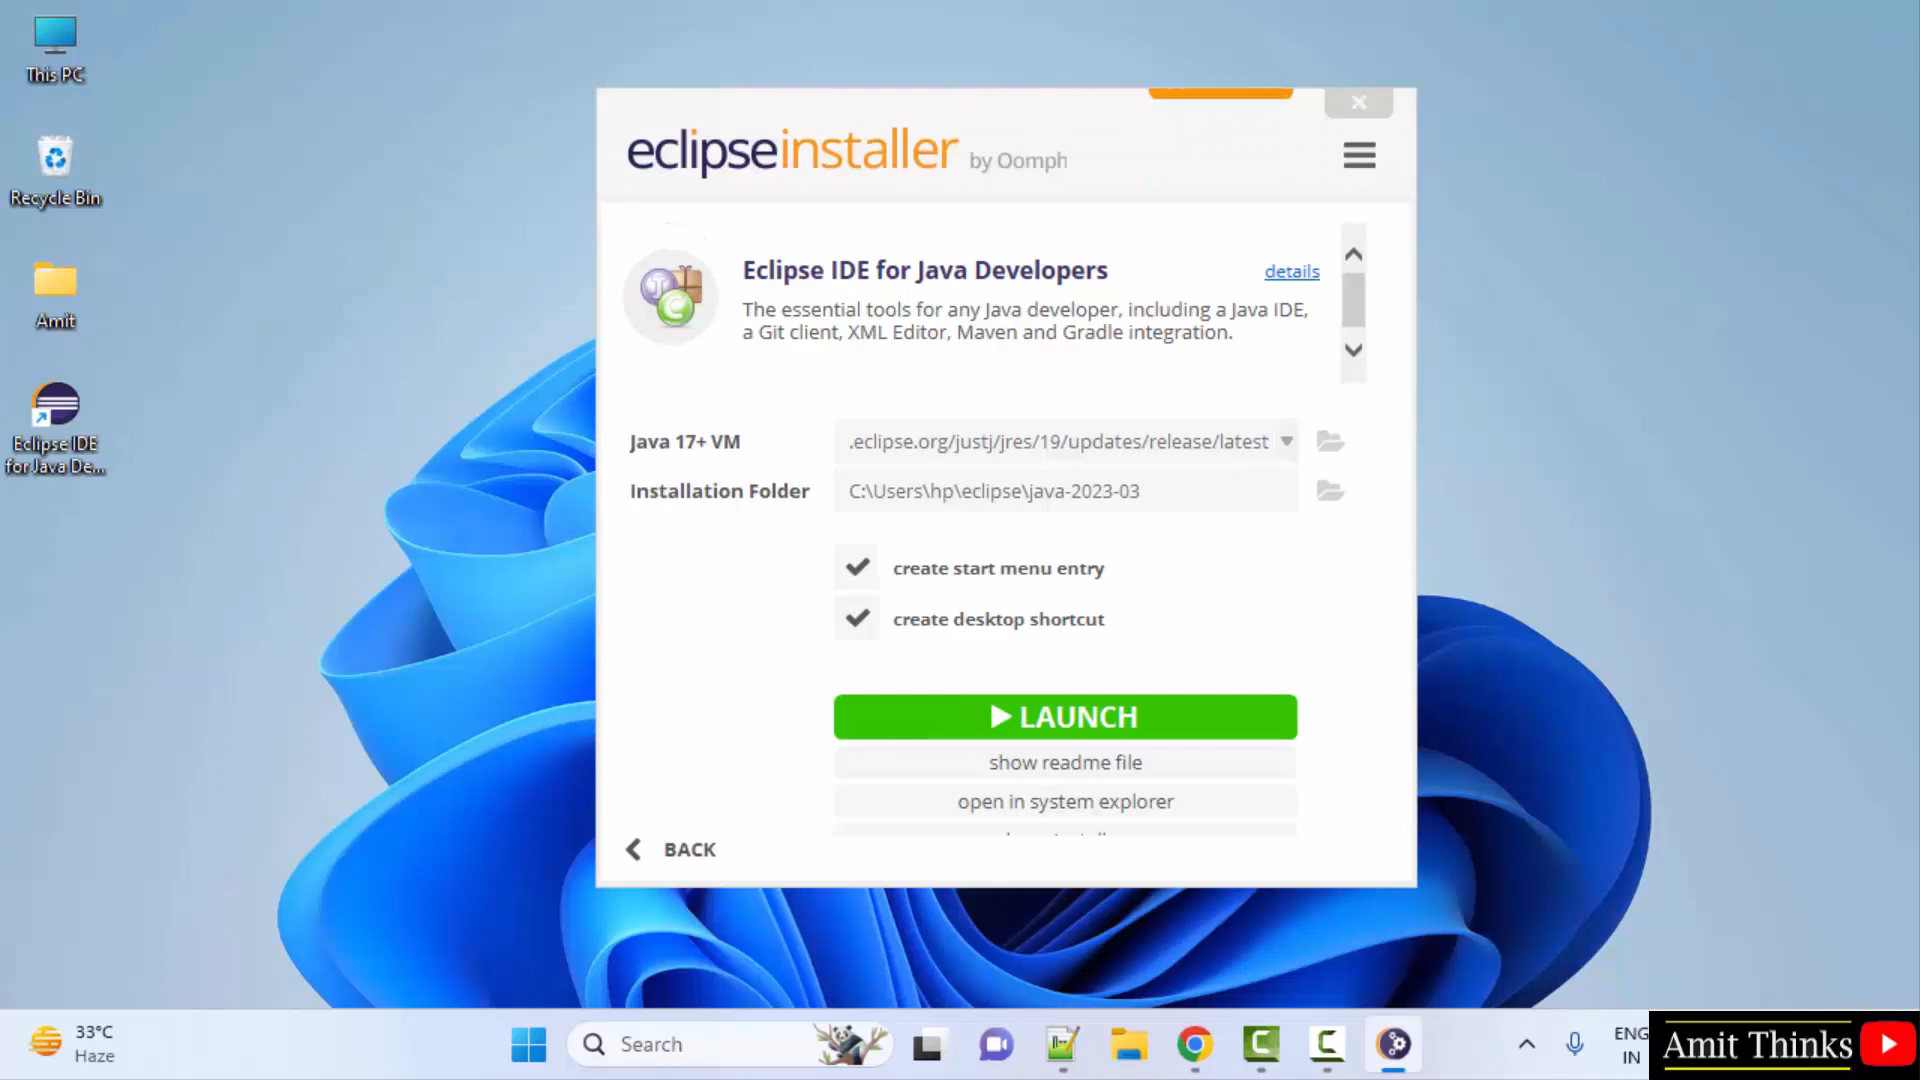 This PC
Recycle Bin
Amit
Eclipse IDE
for Java De...
eclipseinstaller by Oomph
Eclipse IDE for Java Developers
details
The essential tools for any Java developer, including a Java IDE,
a Git client, XML Editor, Maven and Gradle integration.
Java 17+ VM
.eclipse.org/justj/jres/19/updates/release/latest
Installation Folder
C:\Users\hp\eclipse\java-2023-03
create start menu entry
create desktop shortcut
LAUNCH
show readme file
open in system explorer
BACK
33°C
Haze
Search
ENG
IN
Amit Thinks